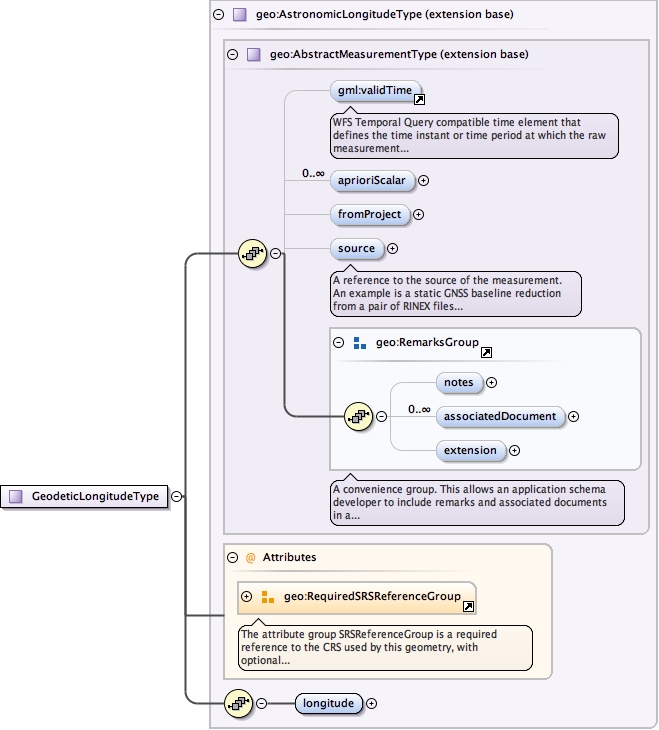 geo:AstronomicLongitudeType (extension base)
geo:AbstractMeasurementType (extension base)
gml:validTime
WFS Temporal Query compatible time element that
defines the time instant or time period at which the raw
measurement...
0..∞
aprioriScalar
fromProject
source
A reference to the source of the measurement.
An example is a static GNSS baseline reduction
from a pair of RINEX files...
geo:RemarksGroup
notes
0..∞
associatedDocument
extension
A convenience group. This allows an application schema
developer to include remarks and associated documents
in a...
GeodeticLongitudeType
@ Attributes
geo:RequiredSRSReferenceGroup
The attribute group SRSReferenceGroup is a required
reference to the CRS used by this geometry, with
optional...
longitude